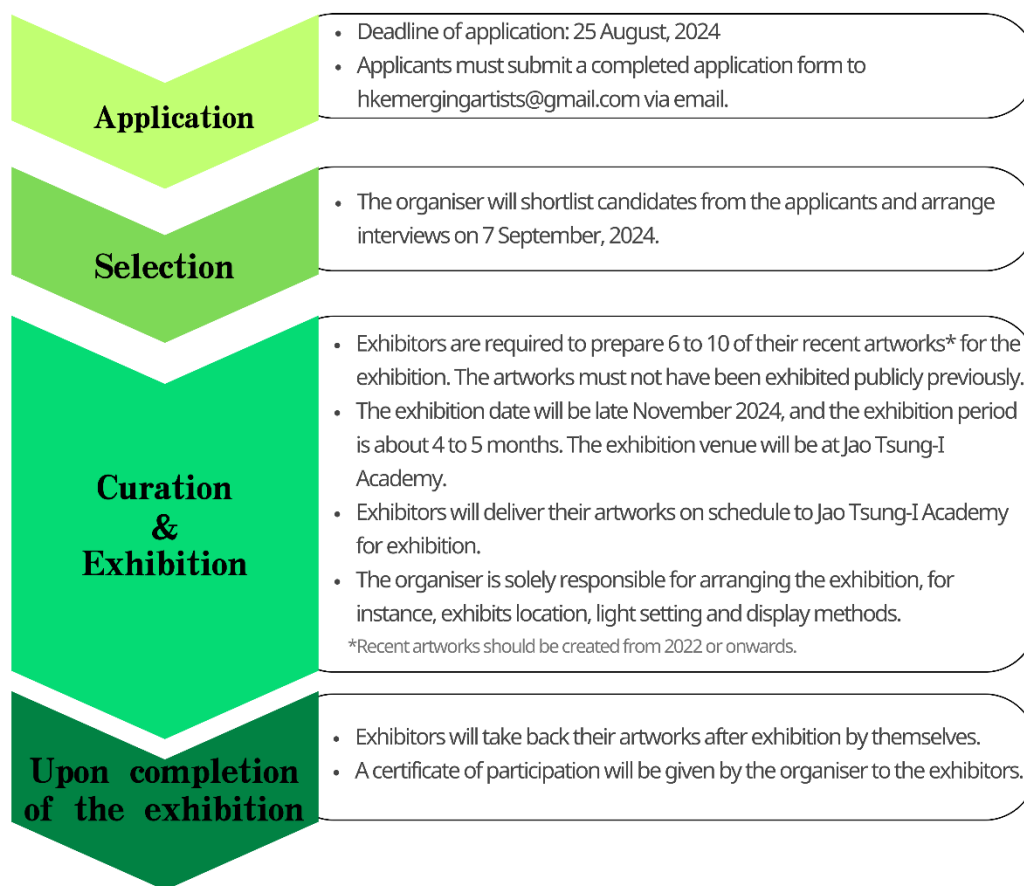 Application
• Deadline of application: 25 August, 2024
• Applicants must submit a completed application form to
hkemergingartists@gmail.com via email.
Selection
• The organiser will shortlist candidates from the applicants and arrange
interviews on 7 September, 2024.
Curation
&
Exhibition
• Exhibitors are required to prepare 6 to 10 of their recent artworks* for the
exhibition. The artworks must not have been exhibited publicly previously.
• The exhibition date will be late November 2024, and the exhibition period
is about 4 to 5 months. The exhibition venue will be at Jao Tsung-I
Academy.
• Exhibitors will deliver their artworks on schedule to Jao Tsung-I Academy
for exhibition.
• The organiser is solely responsible for arranging the exhibition, for
instance, exhibits location, light setting and display methods.
*Recent artworks should be created from 2022 or onwards.
Upon completion
of the exhibition
• Exhibitors will take back their artworks after exhibition by themselves.
• A certificate of participation will be given by the organiser to the exhibitors.